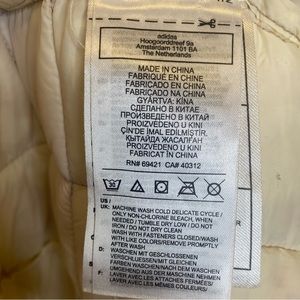 adidas
Hoogoorddreef 9a
Amsterdam 1101 BA
The Netherlands
MADE IN CHINA
FABRIQUÉ EN CHINE
FABRICADO EN CHINA
FABRICADO NA CHINA
GYÁRTVA: KÍNA
СДЕЛАНО В КИТАЕ
ПРОИЗВЕДЕНО В КИТАЙ
PROIZVEDENO U KINI
ÇİN'DE İMAL EDİLMİŞTİR.
ҚЫТАЙДА ЖАСАЛҒАН
PROIZVEDENO U KINI
FABRICAT ÎN CHINA
RN# 69421 CA# 40312
US /
UK: MACHINE WASH COLD DELICATE CYCLE /
ONLY NON-CHLORINE BLEACH, WHEN
NEEDED / TUMBLE DRY LOW / DO NOT
IRON / DO NOT DRY CLEAN
WASH WITH FASTENERS CLOSED/WASH
WITH LIKE COLORS/REMOVE PROMPTLY
AFTER WASH
D: WASCHEN MIT GESCHLOSSENEN
VERSCHLÜSSEN/MIT GLEICHEN
FARBEN WASCHEN/NACH DEM WASCHEN
DIREKT AUS DER MASCHINE NEHMEN
F: LAVER AVEC LES FERMETURES
LAVER AVEC LES MÊMES COULEURS/